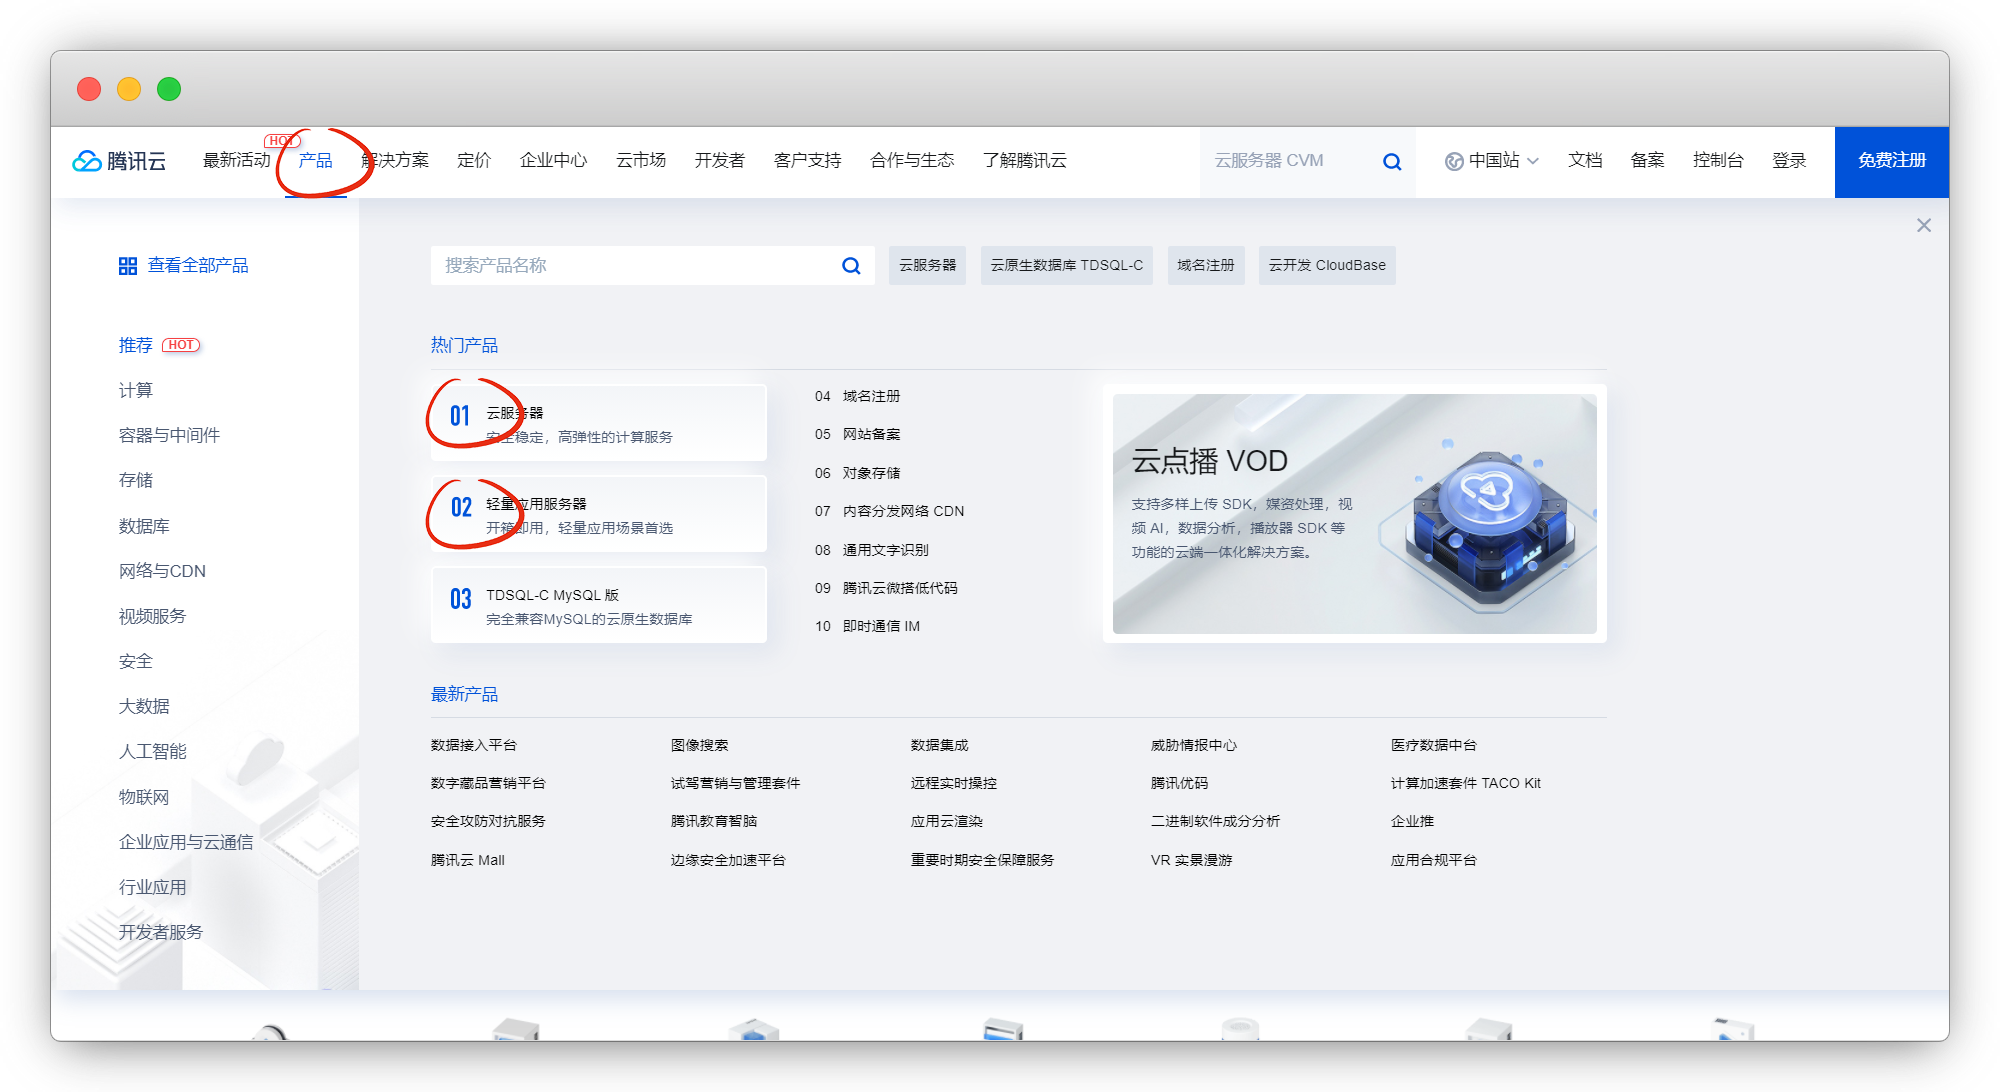 腾讯云
最新活动 HOT 产品 解决方案 定价 企业中心 云市场 开发者 客户支持 合作与生态 了解腾讯云
云服务器 CVM
中国站 文档 备案 控制台 登录 免费注册
查看全部产品
推荐 HOT
计算
容器与中间件
存储
数据库
网络与CDN
视频服务
安全
大数据
人工智能
物联网
企业应用与云通信
行业应用
开发者服务
搜索产品名称
云服务器 云原生数据库 TDSQL-C 域名注册 云开发 CloudBase
热门产品
01 云服务器
安全稳定，高弹性的计算服务
02 轻量应用服务器
开箱即用，轻量应用场景首选
03 TDSQL-C MySQL 版
完全兼容MySQL的云原生数据库
04 域名注册
05 网站备案
06 对象存储
07 内容分发网络 CDN
08 通用文字识别
09 腾讯云微搭低代码
10 即时通信 IM
云点播 VOD
支持多样上传 SDK，媒资处理，视
频 AI，数据分析，播放器 SDK 等
功能的云端一体化解决方案。
最新产品
数据接入平台 图像搜索 数据集成 威胁情报中心 医疗数据中台
数字藏品营销平台 试驾营销与管理套件 远程实时操控 腾讯优码 计算加速套件 TACO Kit
安全攻防对抗服务 腾讯教育智脑 应用云渲染 二进制软件成分分析 企业推
腾讯云 Mall 边缘安全加速平台 重要时期安全保障服务 VR 实景漫游 应用合规平台